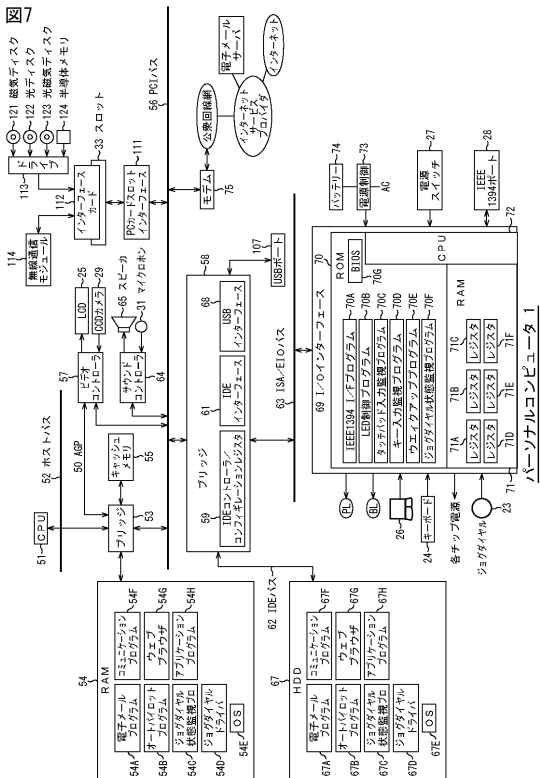 図7
121 磁気ディスク
122 光ディスク
123 光磁気ディスク
124 半導体メモリ
ドライブ
113
33 スロット
112
インターフェース
カード
111
PCカードスロット
インターフェース
無線通信
モジュール
114
56 PCIバス
公衆回線網
モデム
75
電子メール
サーバ
インターネット
サービス
プロバイダ
インターネット
52 ホストバス
51
CPU
50 AGP
ブリッジ
53
キャッシュ
メモリ
55
57
ビデオ
コントローラ
LCD
25
CCDカメラ
29
サウンド
コントローラ
64
65 スピーカ
31 マイクロホン
58
ブリッジ
59
IDEコントローラ/
コンフィギレーションレジスタ
61
IDE
インターフェース
68
USB
インターフェース
107
USBポート
63 ISA/EIOバス
62 IDEバス
54
RAM
54A
電子メール
プログラム
54B
オートパイロット
プログラム
54C
ジョグダイヤル
状態監視プロ
54D
ジョグダイヤル
ドライバ
54E
OS
54F
コミュニケーション
プログラム
54G
ウェブ
ブラウザ
54H
アプリケーション
プログラム
67
HDD
67A
電子メール
プログラム
67B
オートパイロット
プログラム
67C
ジョグダイヤル
状態監視プロ
67D
ジョグダイヤル
ドライバ
67E
OS
67F
コミュニケーション
プログラム
67G
ウェブ
ブラウザ
67H
アプリケーション
プログラム
69 I/Oインターフェース
70
ROM
BIOS
70G
IEEE1394 I/Fプログラム
70A
LED制御プログラム
70B
タッチパッド入力監視プログラム
70C
キー入力監視プログラム
70D
ウエイクアッププログラム
70E
ジョグダイヤル状態監視プログラム
70F
CPU
72
RAM
71A
レジスタ
71B
レジスタ
71C
レジスタ
71D
レジスタ
71E
レジスタ
71F
レジスタ
71
バッテリー
74
電源制御
73
AC
電源
スイッチ
27
IEEE
1394ポート
28
PL
BL
26
キーボード
24
各チップ電源
ジョグダイヤル
23
パーソナルコンピュータ 1